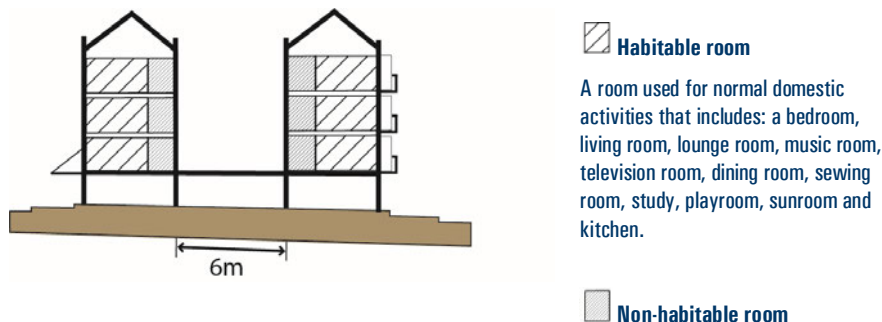 6m
Habitable room
A room used for normal domestic
activities that includes: a bedroom,
living room, lounge room, music room,
television room, dining room, sewing
room, study, playroom, sunroom and
kitchen.
Non-habitable room